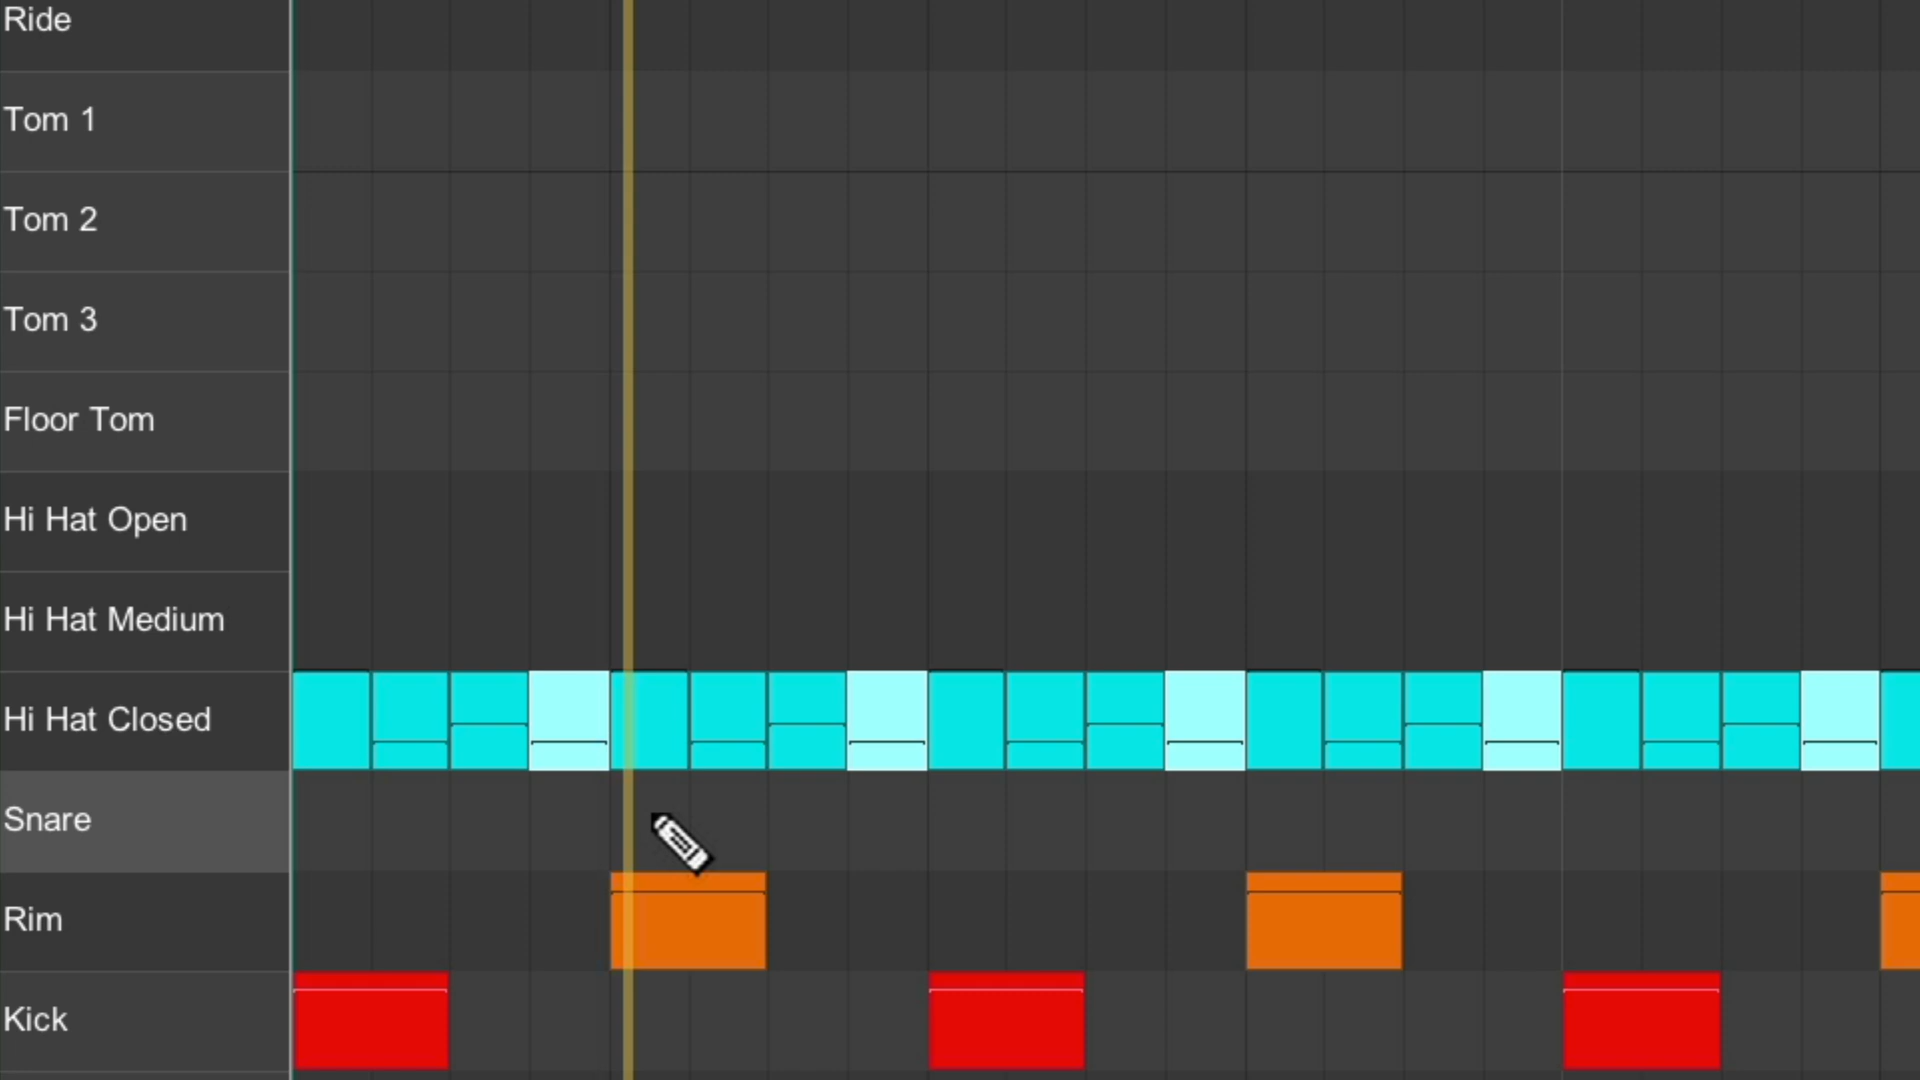 Ride
Tom 1
Tom 2
Tom 3
Floor Tom
Hi Hat Open
Hi Hat Medium
Hi Hat Closed
Snare
Rim
Kick